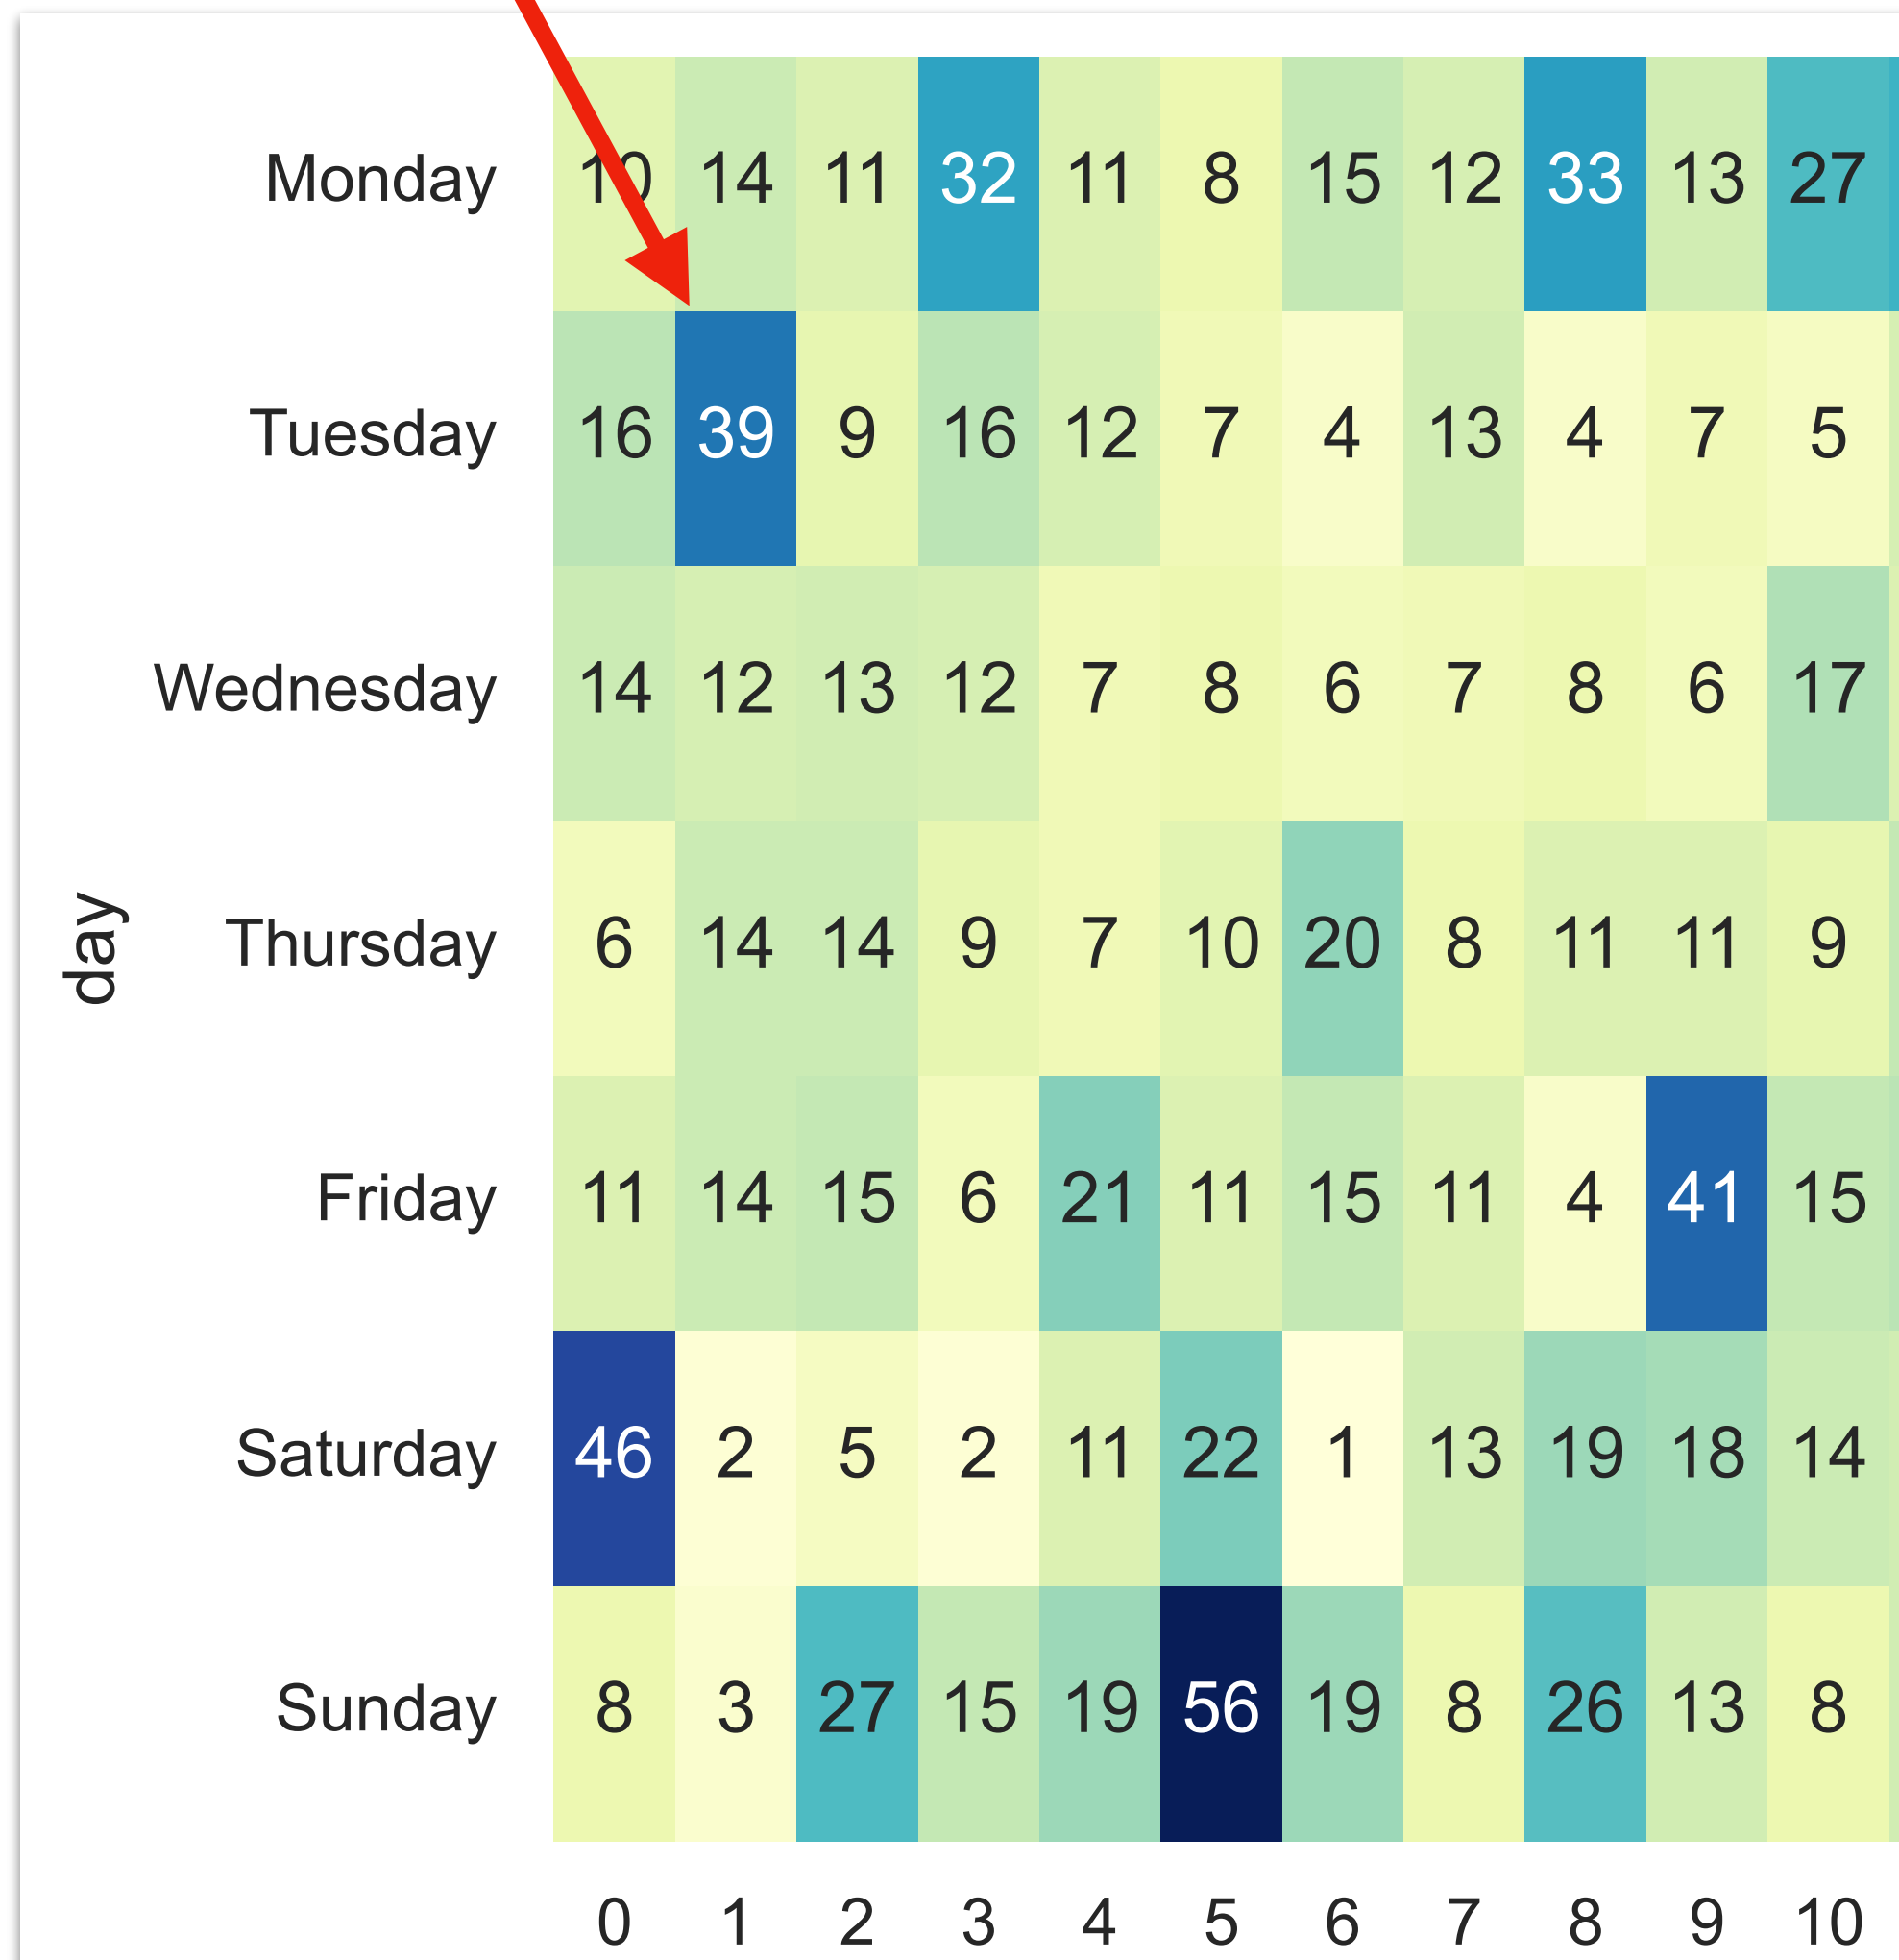 Monday 10 14 11 32 11 8 15 12 33 13 27
Tuesday 16 39 9 16 12 7 4 13 4 7 5
Wednesday 14 12 13 12 7 8 6 7 8 6 17
day
Thursday 6 14 14 9 7 10 20 8 11 11 9
Friday 11 14 15 6 21 11 15 11 4 41 15
Saturday 46 2 5 2 11 22 1 13 19 18 14
Sunday 8 3 27 15 19 56 19 8 26 13 8
0 1 2 3 4 5 6 7 8 9 10